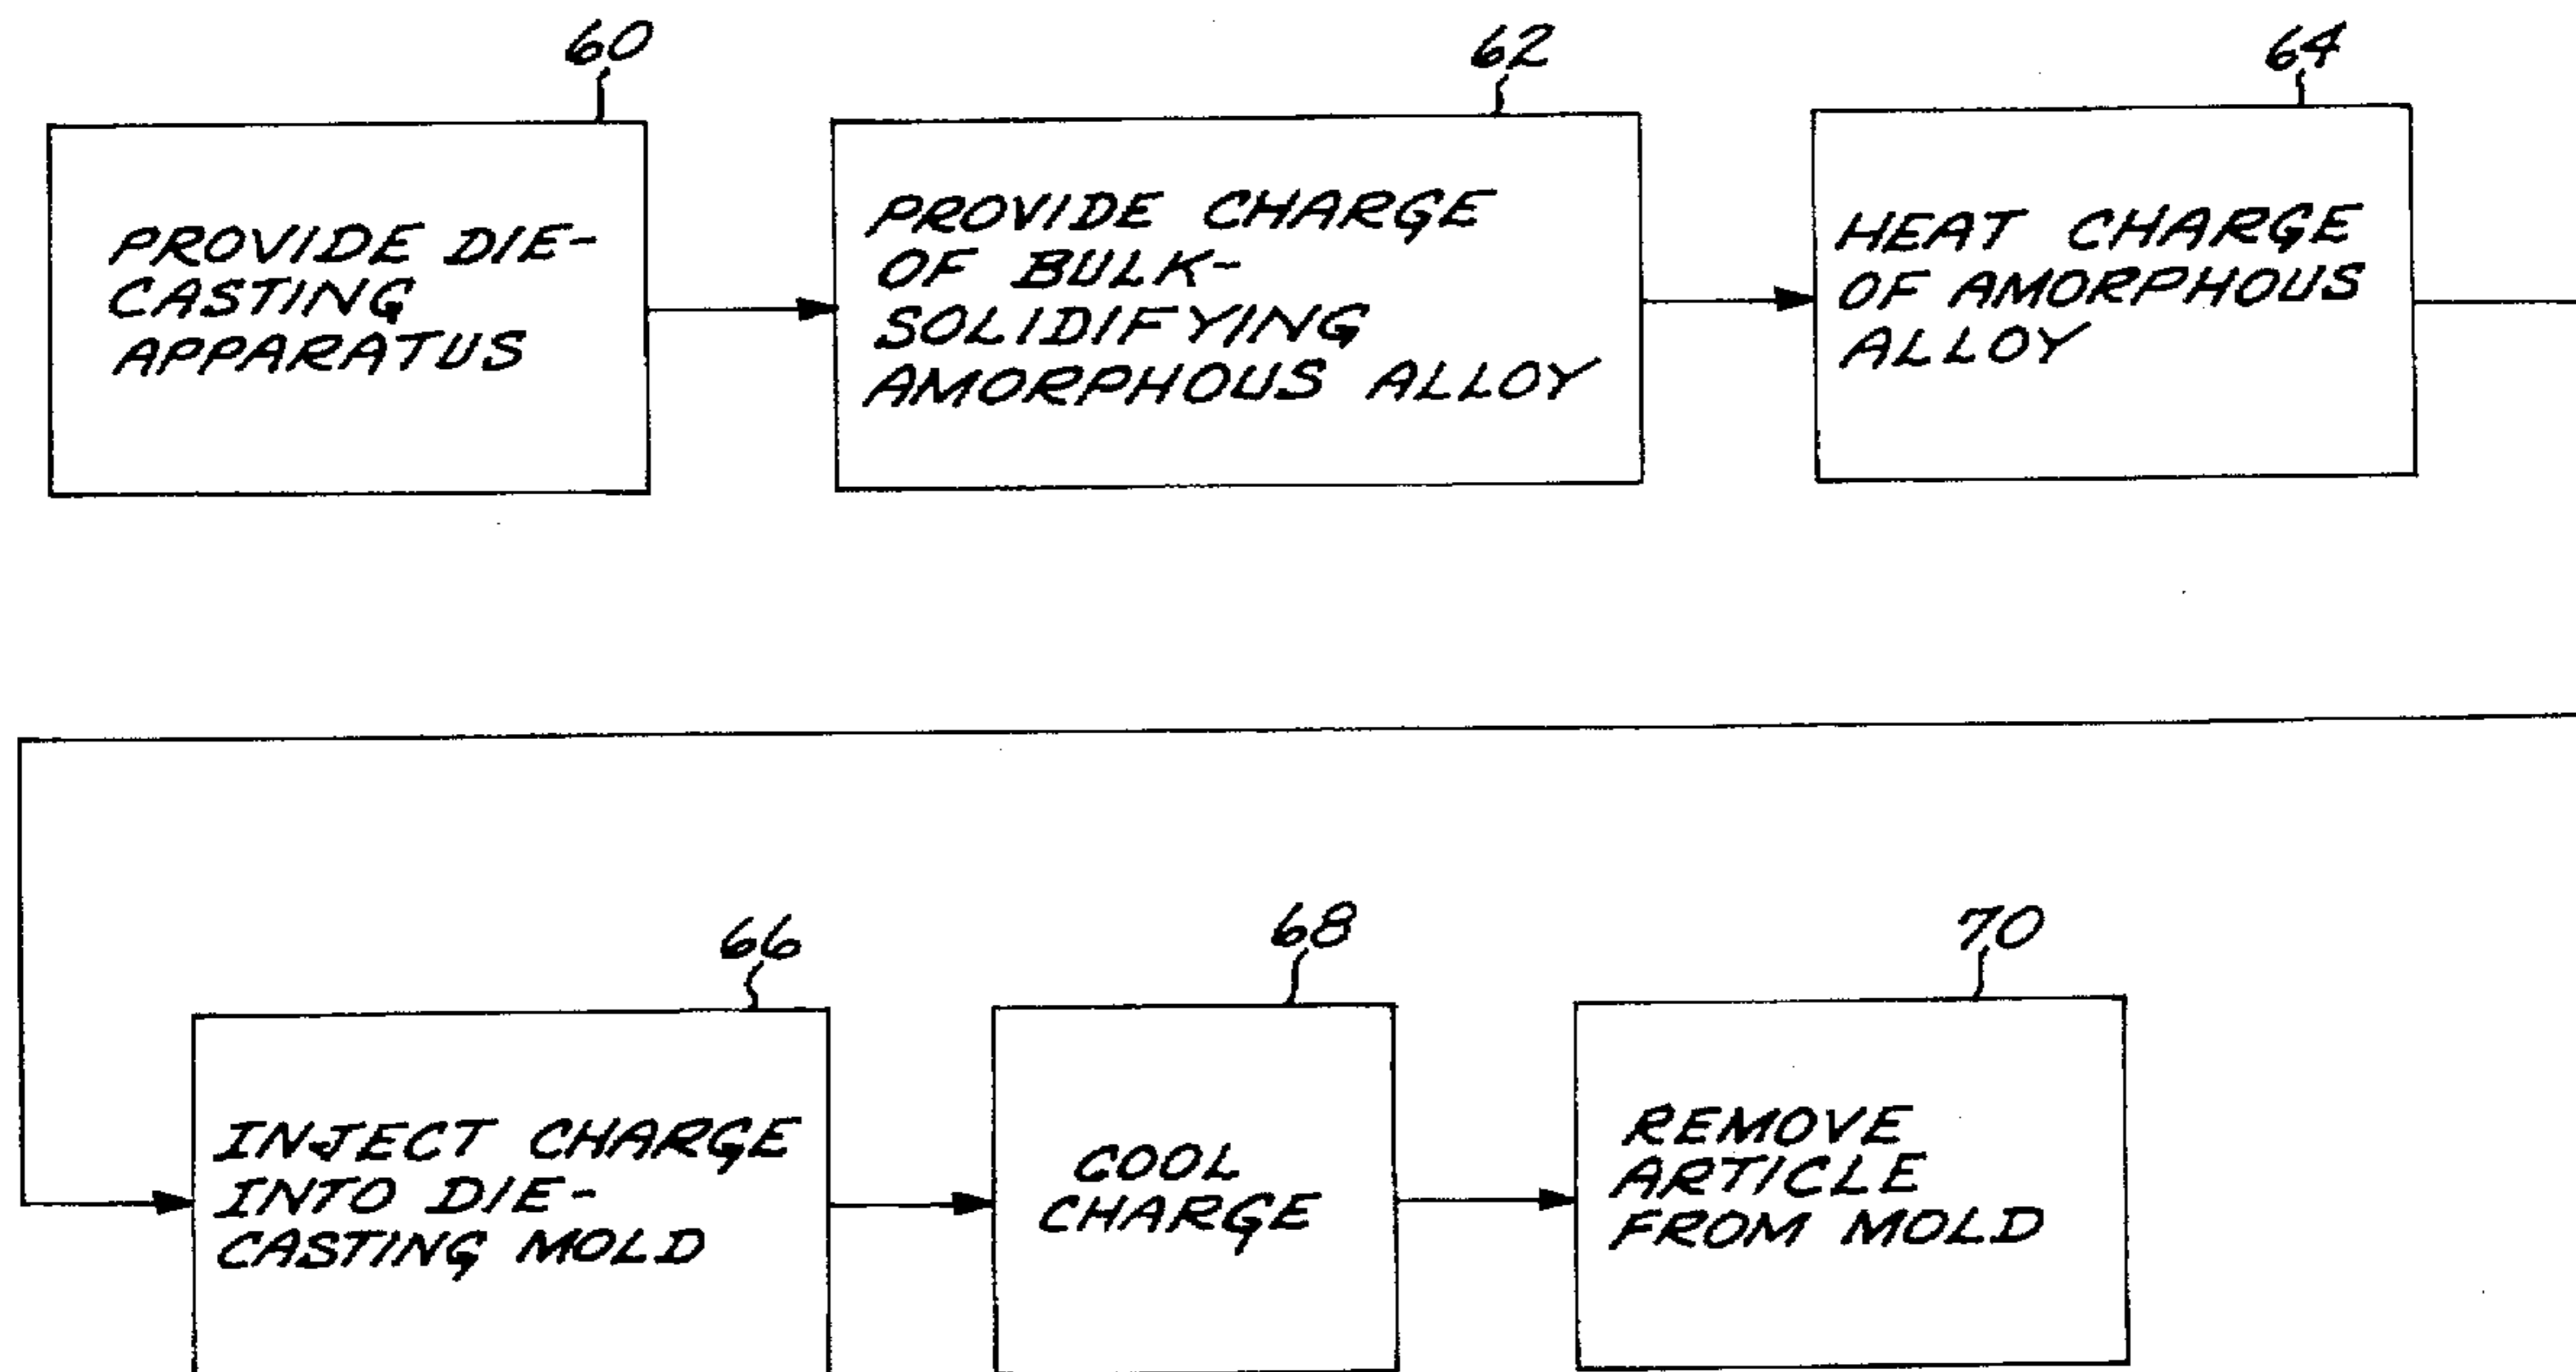 60
PROVIDE DIE-
CASTING
APPARATUS
62
PROVIDE CHARGE
OF BULK-
SOLIDIFYING
AMORPHOUS ALLOY
64
HEAT CHARGE
OF AMORPHOUS
ALLOY
66
INJECT CHARGE
INTO DIE-
CASTING MOLD
68
COOL
CHARGE
70
REMOVE
ARTICLE
FROM MOLD